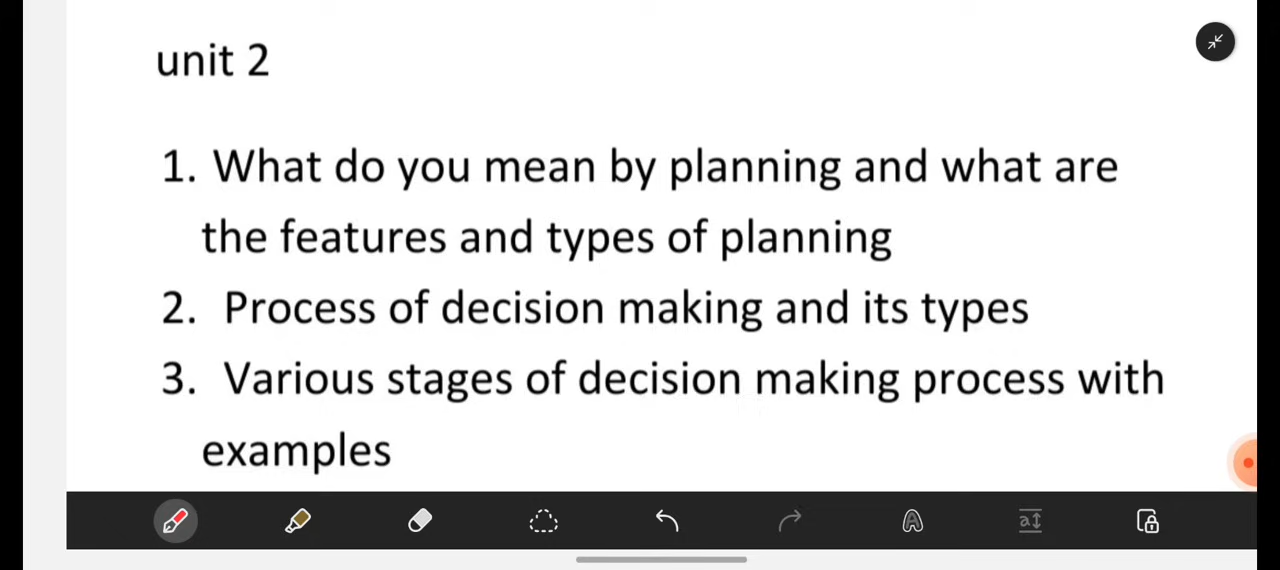 unit 2
1. What do you mean by planning and what are
the features and types of planning
2. Process of decision making and its types
3. Various stages of decision making process with
examples